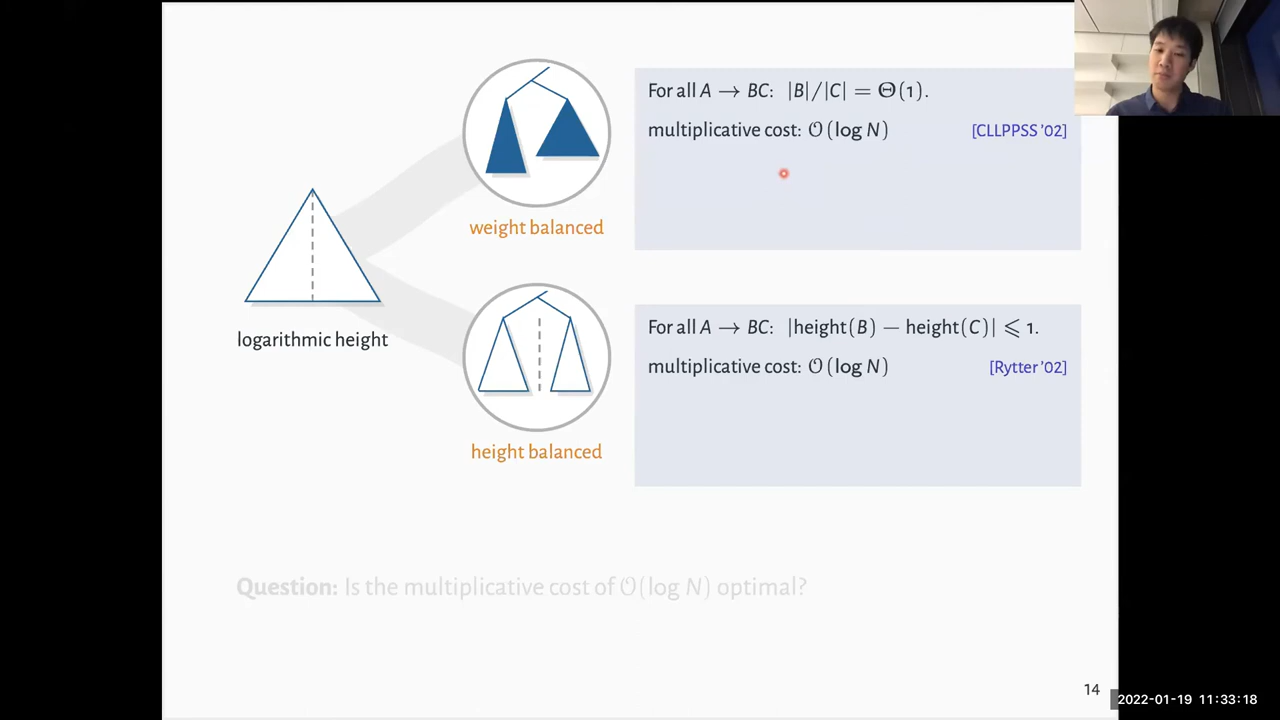 For all A → BC: |B|/|C| = Θ(1).
multiplicative cost: O(log N) [CLLPPSS '02]
weight balanced
logarithmic height
For all A → BC: |height(B) − height(C)| ⩽ 1.
multiplicative cost: O(log N) [Rytter '02]
height balanced
Question: Is the multiplicative cost of O(log N) optimal?
14
2022-01-19 11:33:18